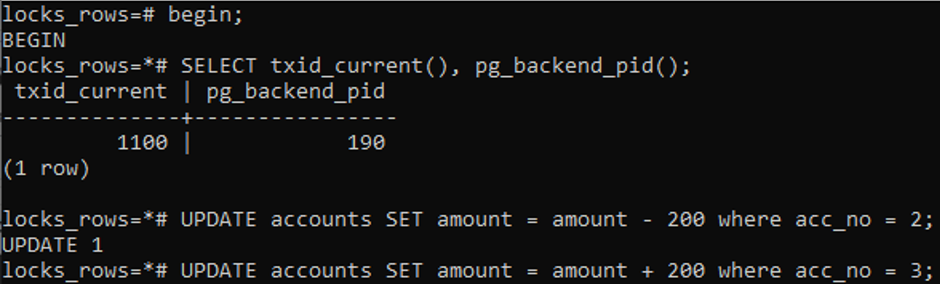 locks_rows=# begin;
BEGIN
locks_rows=*# SELECT txid_current(), pg_backend_pid();
 txid_current | pg_backend_pid
--------------+----------------
         1100 |            190
(1 row)

locks_rows=*# UPDATE accounts SET amount = amount - 200 where acc_no = 2;
UPDATE 1
locks_rows=*# UPDATE accounts SET amount = amount + 200 where acc_no = 3;